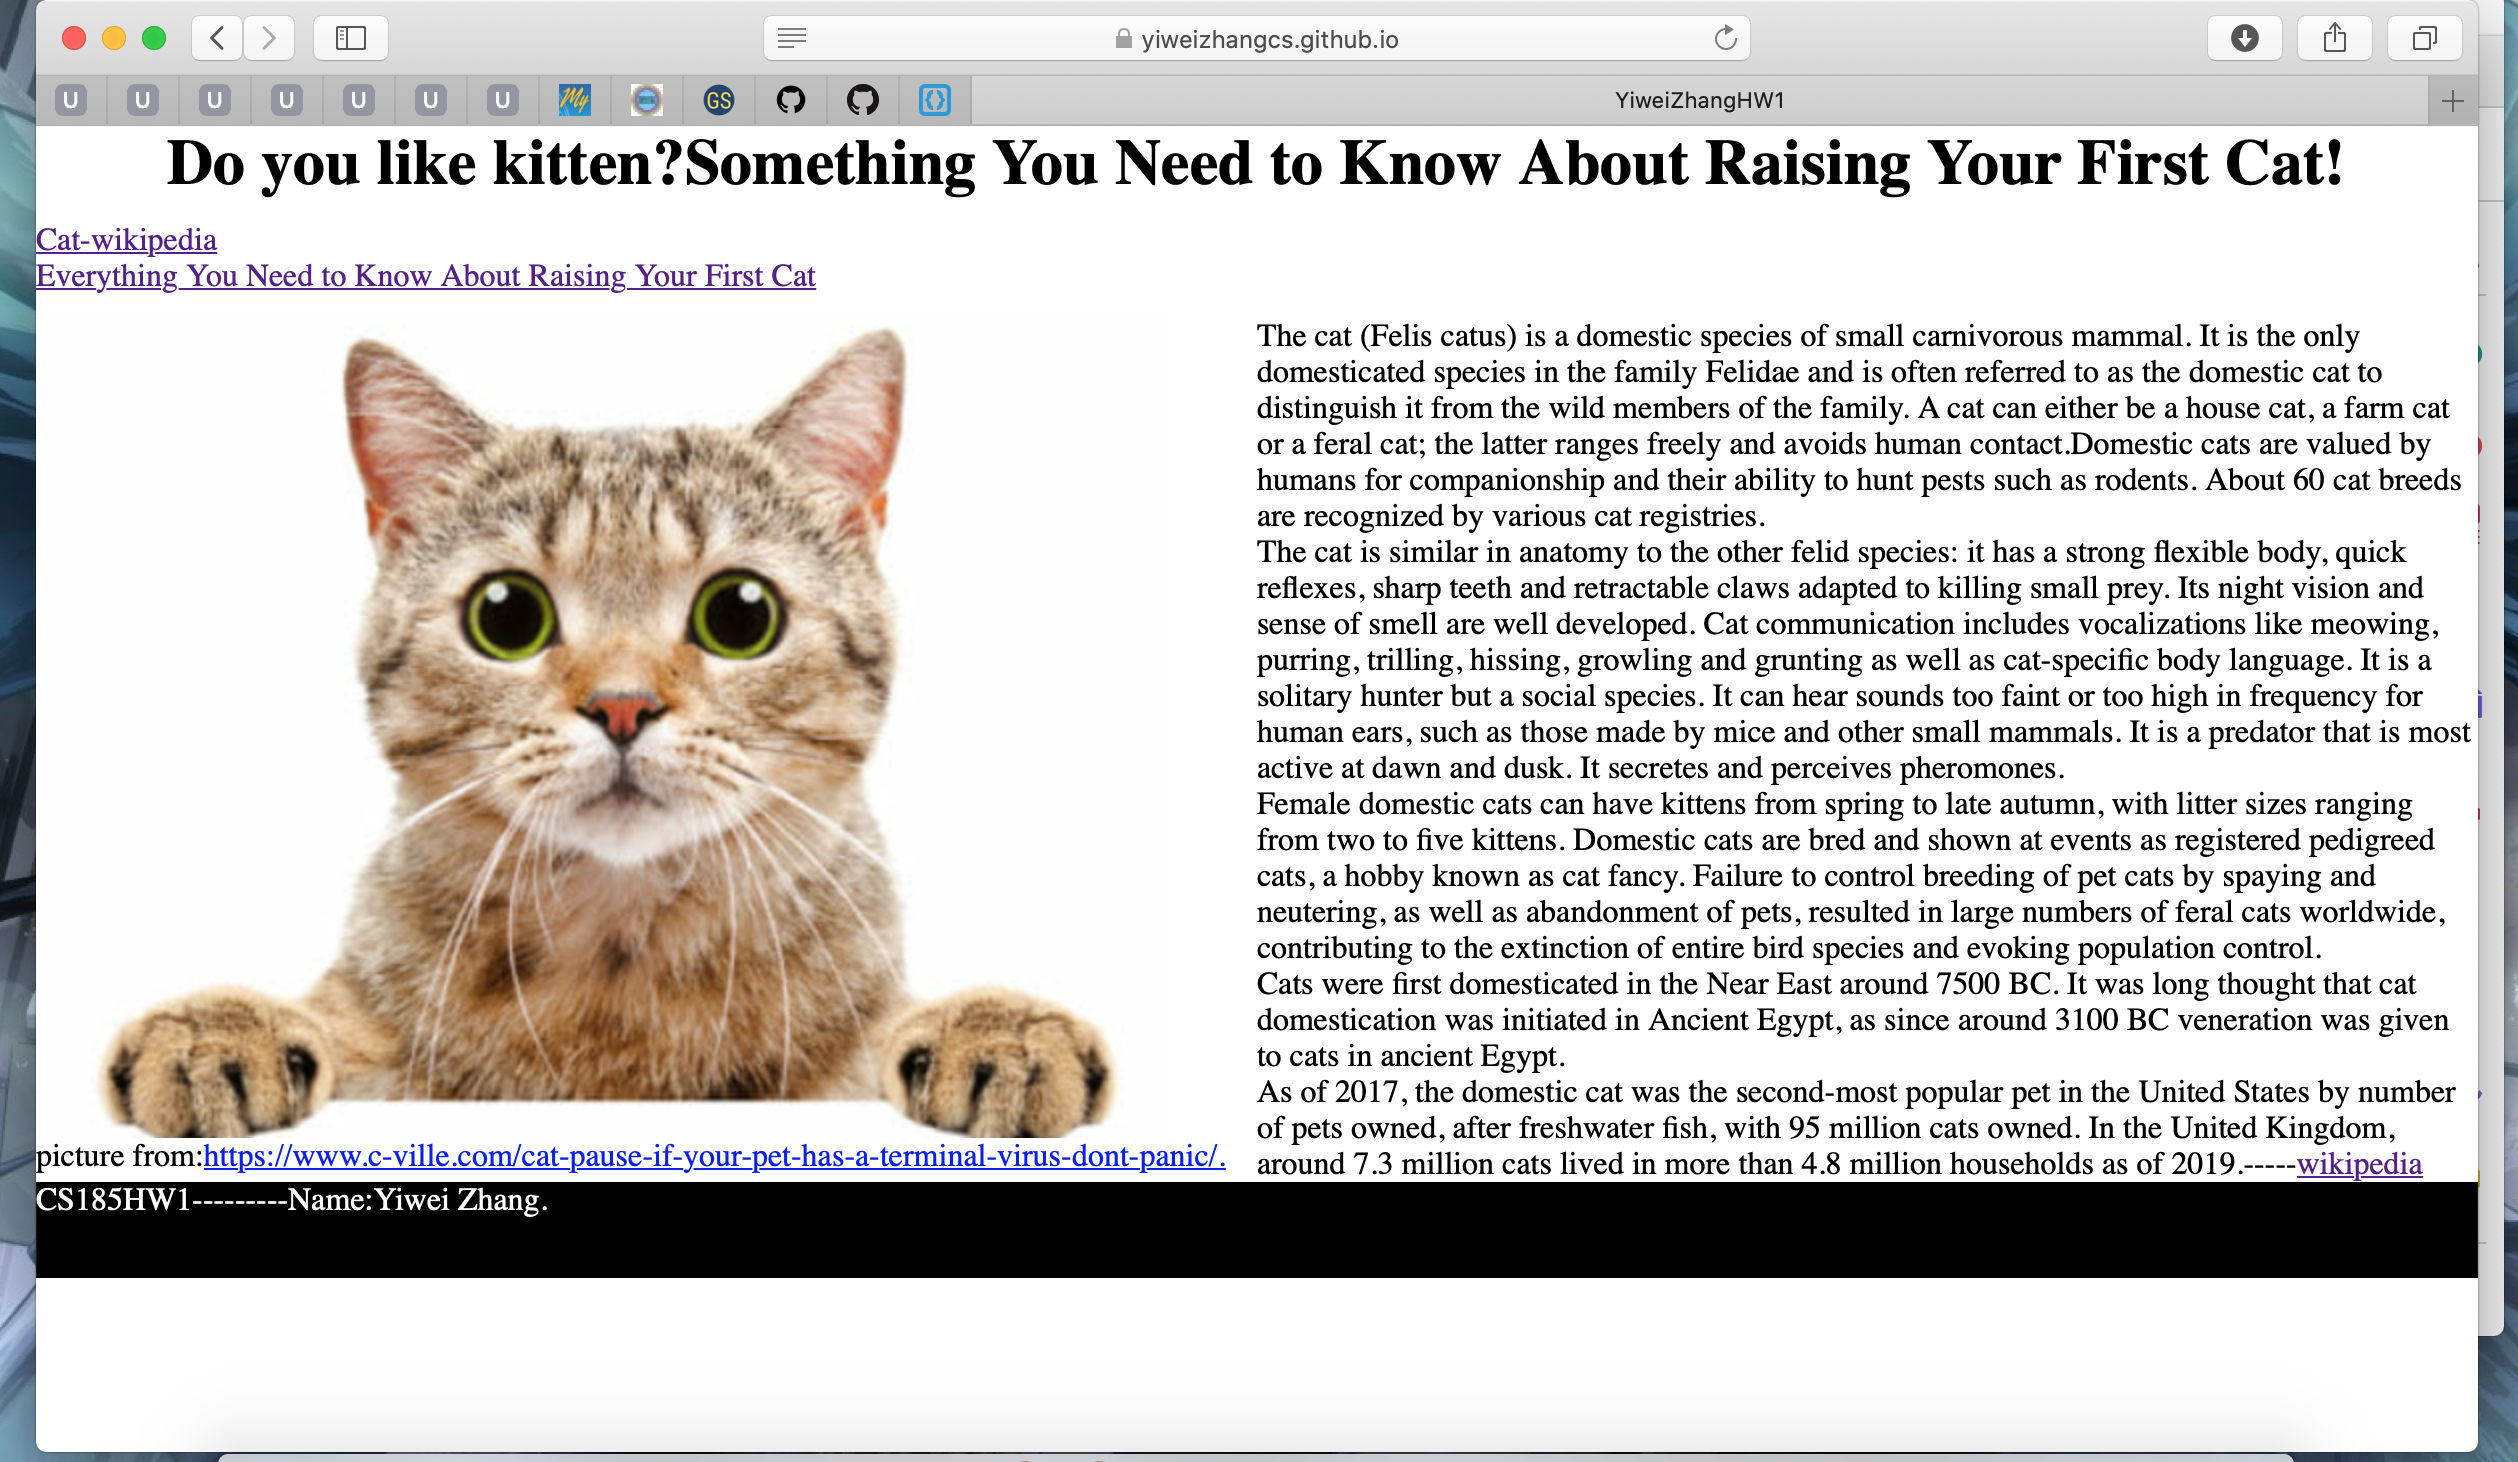 yiweizhangcs.github.io
U U U U U U U My GS
YiweiZhangHW1
Do you like kitten?Something You Need to Know About Raising Your First Cat!
Cat-wikipedia
Everything You Need to Know About Raising Your First Cat
The cat (Felis catus) is a domestic species of small carnivorous mammal. It is the only
domesticated species in the family Felidae and is often referred to as the domestic cat to
distinguish it from the wild members of the family. A cat can either be a house cat, a farm cat
or a feral cat; the latter ranges freely and avoids human contact.Domestic cats are valued by
humans for companionship and their ability to hunt pests such as rodents. About 60 cat breeds
are recognized by various cat registries.
The cat is similar in anatomy to the other felid species: it has a strong flexible body, quick
reflexes, sharp teeth and retractable claws adapted to killing small prey. Its night vision and
sense of smell are well developed. Cat communication includes vocalizations like meowing,
purring, trilling, hissing, growling and grunting as well as cat-specific body language. It is a
solitary hunter but a social species. It can hear sounds too faint or too high in frequency for
human ears, such as those made by mice and other small mammals. It is a predator that is most
active at dawn and dusk. It secretes and perceives pheromones.
Female domestic cats can have kittens from spring to late autumn, with litter sizes ranging
from two to five kittens. Domestic cats are bred and shown at events as registered pedigreed
cats, a hobby known as cat fancy. Failure to control breeding of pet cats by spaying and
neutering, as well as abandonment of pets, resulted in large numbers of feral cats worldwide,
contributing to the extinction of entire bird species and evoking population control.
Cats were first domesticated in the Near East around 7500 BC. It was long thought that cat
domestication was initiated in Ancient Egypt, as since around 3100 BC veneration was given
to cats in ancient Egypt.
As of 2017, the domestic cat was the second-most popular pet in the United States by number
of pets owned, after freshwater fish, with 95 million cats owned. In the United Kingdom,
around 7.3 million cats lived in more than 4.8 million households as of 2019.-----wikipedia
picture from:https://www.c-ville.com/cat-pause-if-your-pet-has-a-terminal-virus-dont-panic/.
CS185HW1---------Name:Yiwei Zhang.